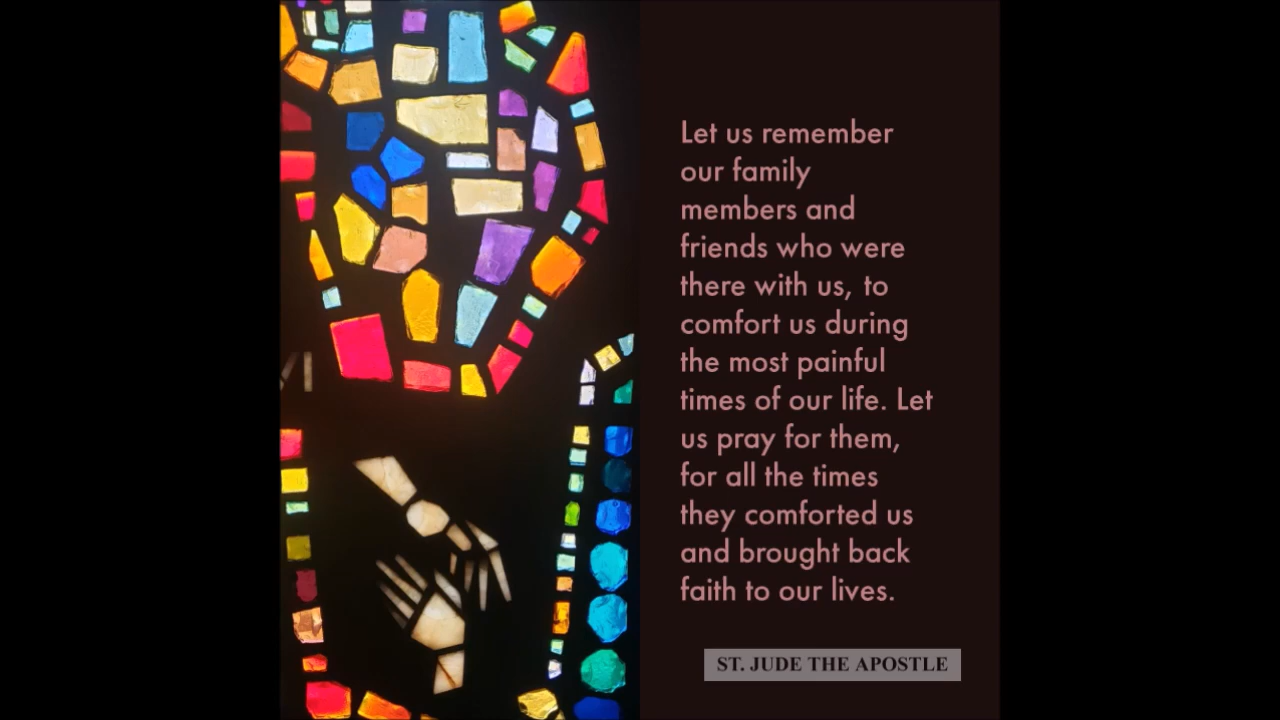 Let us remember
our family
members and
friends who were
there with us, to
comfort us during
the most painful
times of our life. Let
us pray for them,
for all the times
they comforted us
and brought back
faith to our lives.
ST. JUDE THE APOSTLE